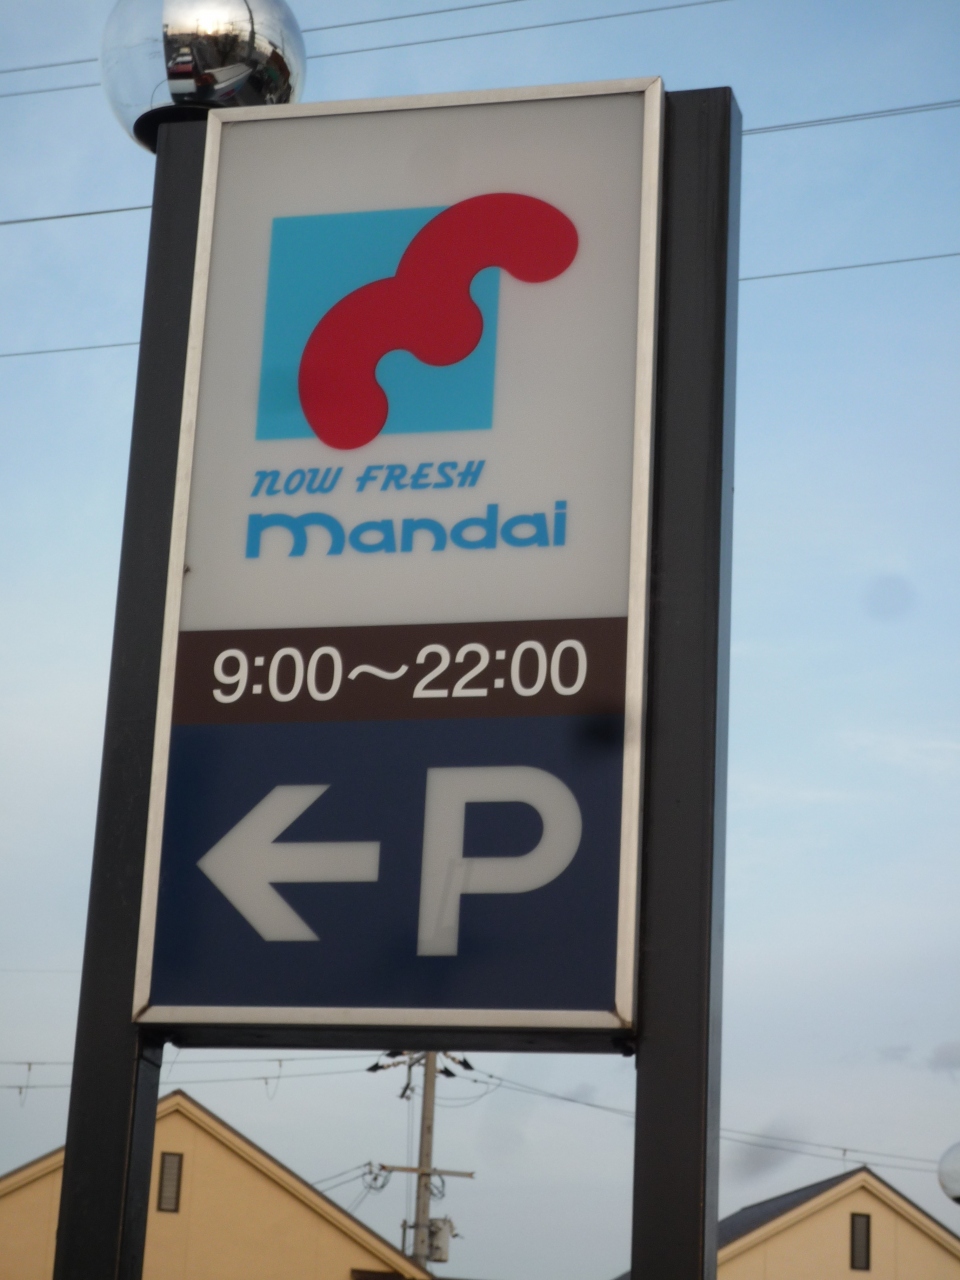 NOW FRESH
mandai
9:00～22:00
← P